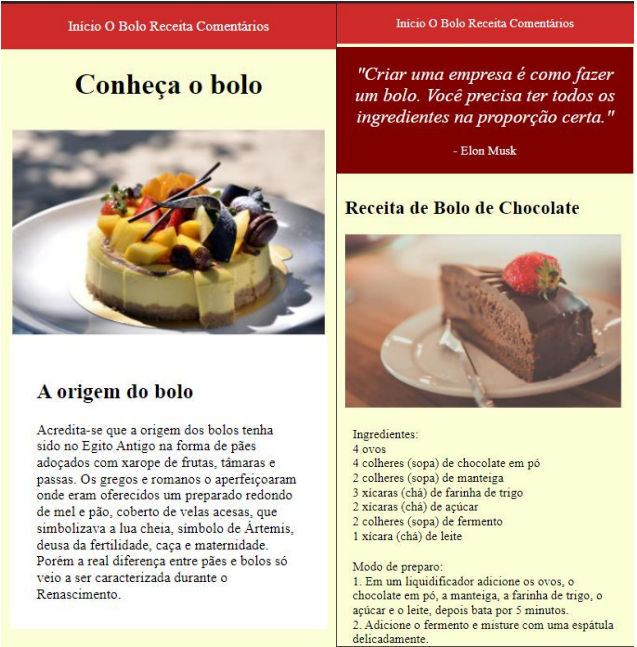 Início O Bolo Receita Comentários
Conheça o bolo
A origem do bolo
Acredita-se que a origem dos bolos tenha
sido no Egito Antigo na forma de pães
adoçados com xarope de frutas, tâmaras e
passas. Os gregos e romanos o aperfeiçoaram
onde eram oferecidos um preparado redondo
de mel e pão, coberto de velas acesas, que
simbolizava a lua cheia, símbolo de Ártemis,
deusa da fertilidade, caça e maternidade.
Porém a real diferença entre pães e bolos só
veio a ser caracterizada durante o
Renascimento.
Início O Bolo Receita Comentários
"Criar uma empresa é como fazer
um bolo. Você precisa ter todos os
ingredientes na proporção certa."
- Elon Musk
Receita de Bolo de Chocolate
Ingredientes:
4 ovos
4 colheres (sopa) de chocolate em pó
2 colheres (sopa) de manteiga
3 xícaras (chá) de farinha de trigo
2 xícaras (chá) de açúcar
2 colheres (sopa) de fermento
1 xícara (chá) de leite
Modo de preparo:
1. Em um liquidificador adicione os ovos, o
chocolate em pó, a manteiga, a farinha de trigo, o
açúcar e o leite, depois bata por 5 minutos.
2. Adicione o fermento e misture com uma espátula
delicadamente.